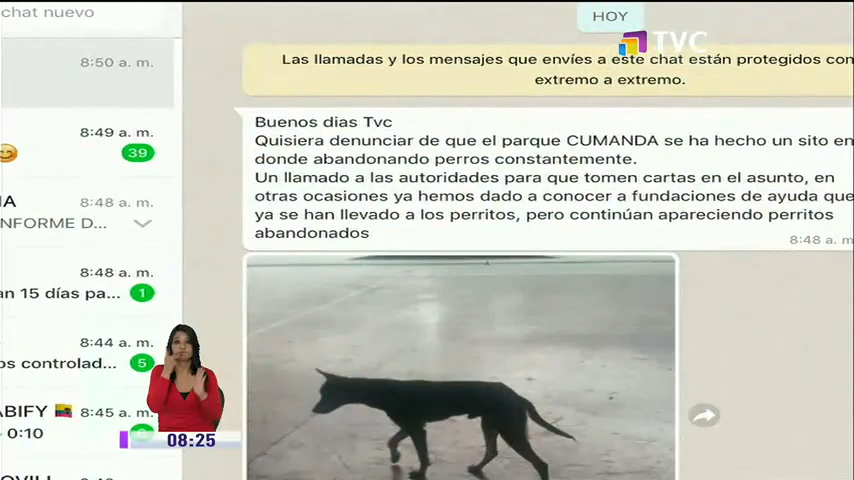 chat nuevo
HOY
TVC
8:50 a. m.
Las llamadas y los mensajes que envíes a este chat están protegidos con
extremo a extremo.
Buenos dias Tvc
8:49 a. m.
39
Quisiera denunciar de que el parque CUMANDA se ha hecho un sito en
donde abandonando perros constantemente.
Un llamado a las autoridades para que tomen cartas en el asunto, en
otras ocasiones ya hemos dado a conocer a fundaciones de ayuda que
ya se han llevado a los perritos, pero continúan apareciendo perritos
abandonados
8:48 a. m
IA
8:48 a. m.
NFORME D...
8:48 a. m.
an 15 días pa...
1
8:44 a. m.
os controlad...
5
ABIFY
8:45 a. m.
0:10
08:25